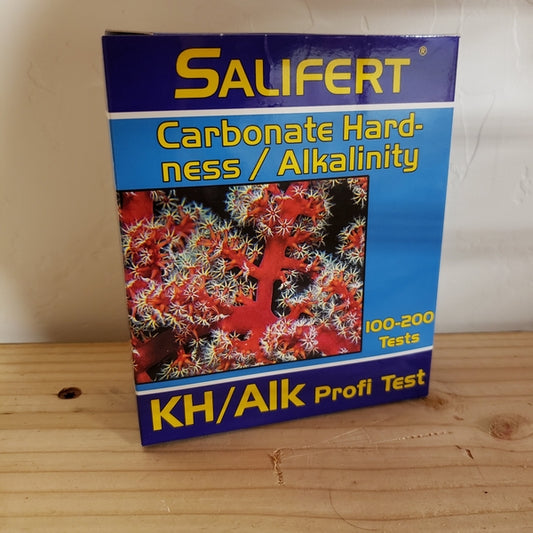 SALIFERT ®
Carbonate Hard-
ness / Alkalinity
100-200
Tests
KH/Alk Profi Test